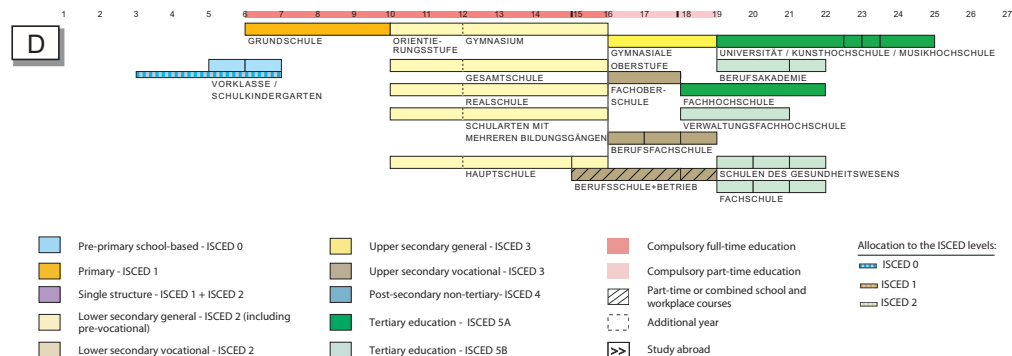 1 2 3 4 5 6 7 8 9 10 11 12 13 14 15 16 17 18 19 20 21 22 23 24 25 26 27
D
GRUNDSCHULE
ORIENTIE-
RUNGSSTUFE
GYMNASIUM
GYMNASIALE
OBERSTUFE
UNIVERSITÄT / KUNSTHOCHSCHULE / MUSIKHOCHSCHULE
VORKLASSE /
SCHULKINDERGARTEN
GESAMTSCHULE
BERUFSAKADEMIE
REALSCHULE
FACHOBER-
SCHULE
FACHHOCHSCHULE
SCHULARTEN MIT
MEHREREN BILDUNGSGÄNGEN
VERWALTUNGSFACHHOCHSCHULE
BERUFSFACHSCHULE
HAUPTSCHULE
SCHULEN DES GESUNDHEITSWESENS
BERUFSSCHULE+BETRIEB
FACHSCHULE
Pre-primary school-based - ISCED 0
Primary - ISCED 1
Single structure - ISCED 1 + ISCED 2
Lower secondary general - ISCED 2 (including
pre-vocational)
Lower secondary vocational - ISCED 2
Upper secondary general - ISCED 3
Upper secondary vocational - ISCED 3
Post-secondary non-tertiary- ISCED 4
Tertiary education - ISCED 5A
Tertiary education - ISCED 5B
Compulsory full-time education
Compulsory part-time education
Part-time or combined school and
workplace courses
Additional year
>> Study abroad
Allocation to the ISCED levels:
ISCED 0
ISCED 1
ISCED 2